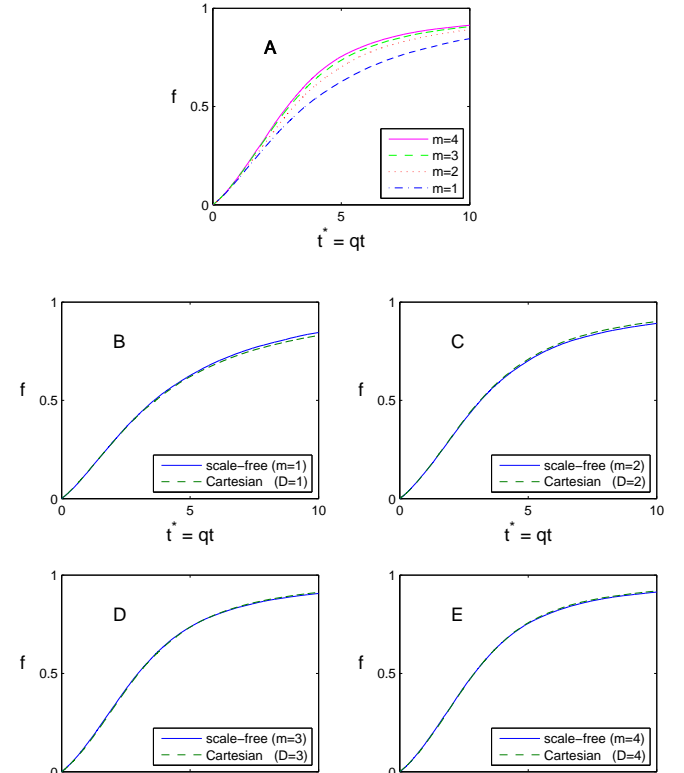 1
A
f
0.5
m=4
m=3
m=2
m=1
0
0 5 10
t* = qt
1 1
B C
f f
0.5 0.5
scale-free (m=1) scale-free (m=2)
Cartesian (D=1) Cartesian (D=2)
0 0
0 5 10 0 5 10
t* = qt t* = qt
1 1
D E
f f
0.5 0.5
scale-free (m=3) scale-free (m=4)
Cartesian (D=3) Cartesian (D=4)
0 0